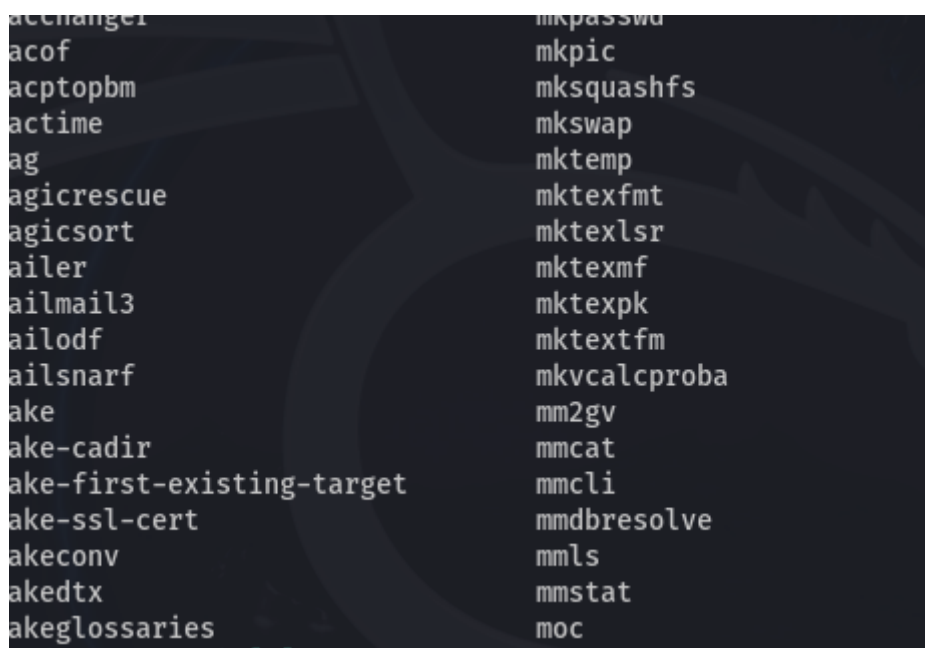 acchanger mkpasswd
acof mkpic
acptopbm mksquashfs
actime mkswap
ag mktemp
agicrescue mktexfmt
agicsort mktexlsr
ailer mktexmf
ailmail3 mktexpk
ailodf mktextfm
ailsnarf mkvcalcproba
ake mm2gv
ake-cadir mmcat
ake-first-existing-target mmcli
ake-ssl-cert mmdbresolve
akeconv mmls
akedtx mmstat
akeglossaries moc